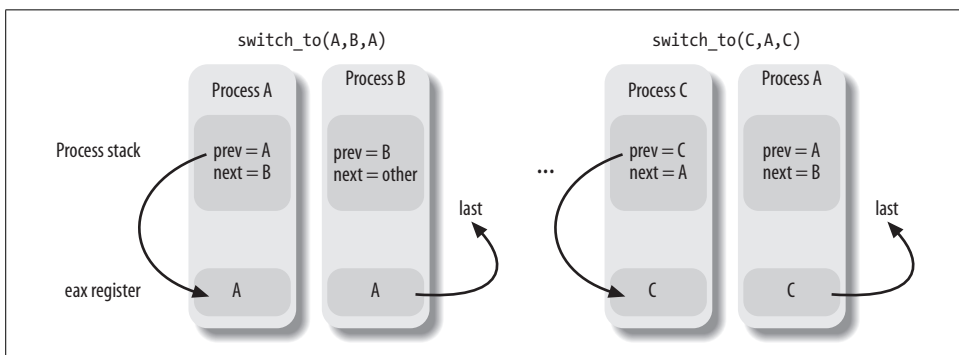 switch_to(A,B,A)
switch_to(C,A,C)
Process A
Process B
Process C
Process A
Process stack
prev = A
next = B
prev = B
next = other
...
prev = C
next = A
prev = A
next = B
last
last
eax register
A
A
C
C